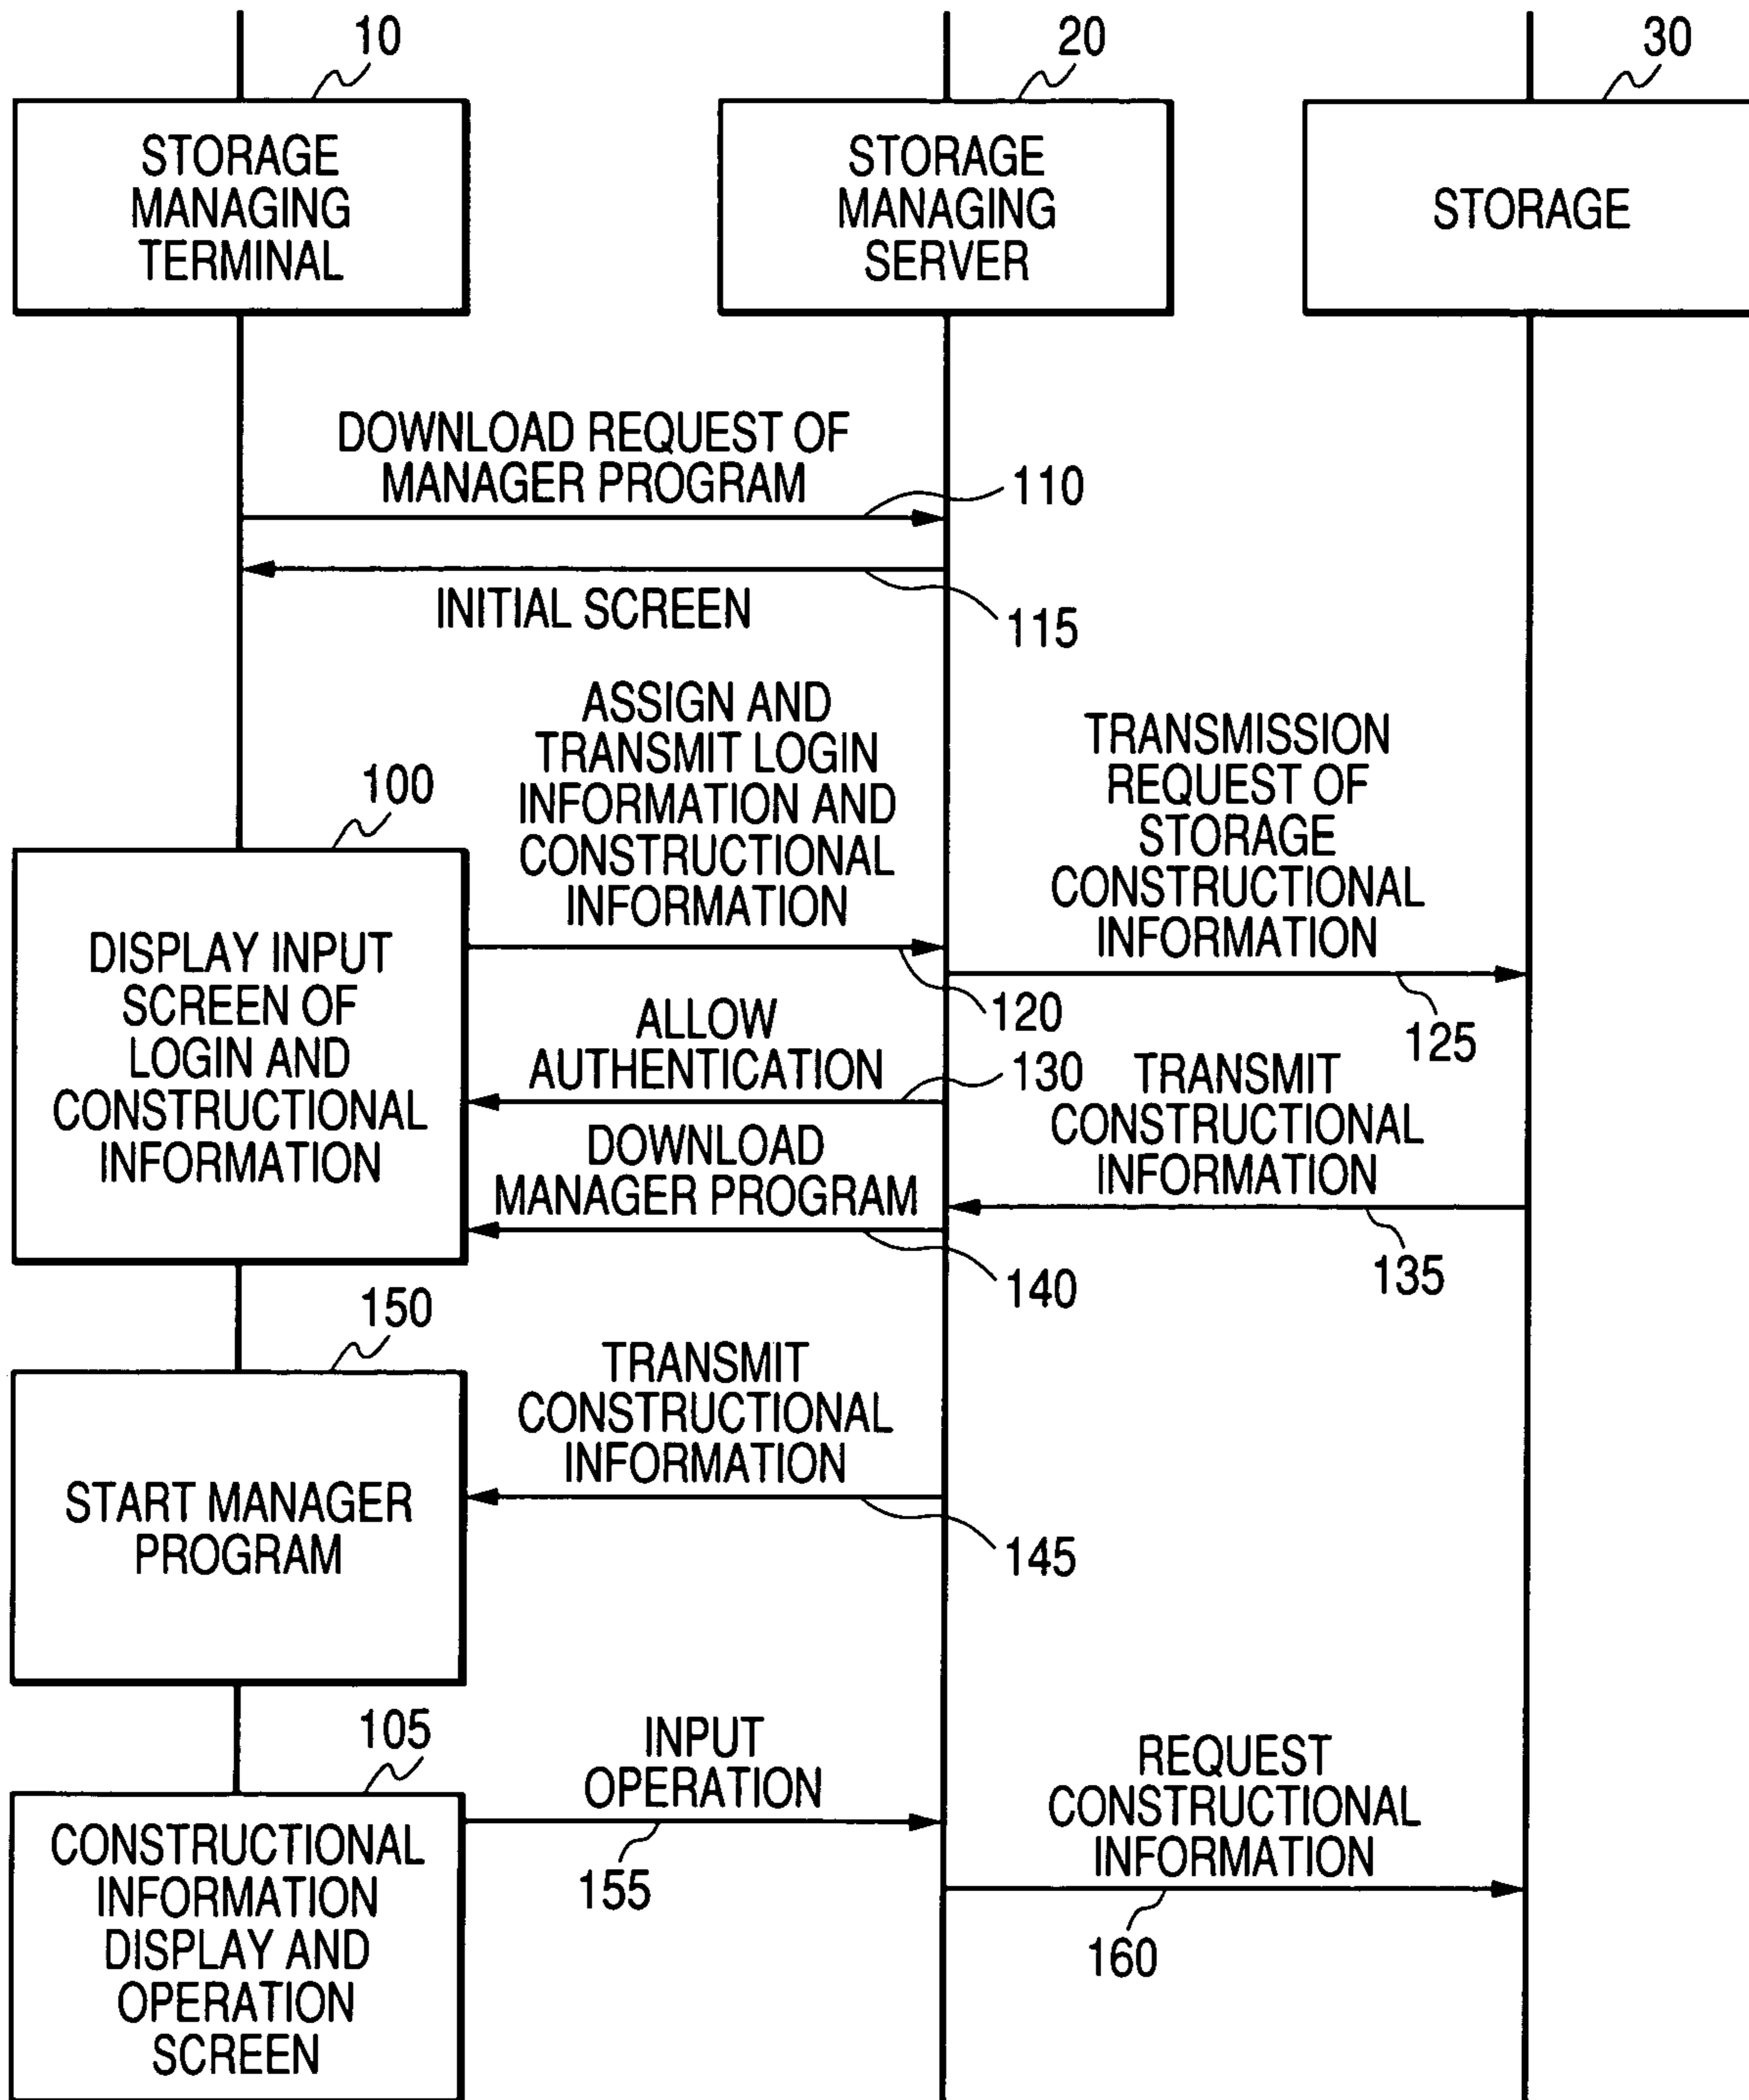 10
20
30
STORAGE
MANAGING
TERMINAL
STORAGE
MANAGING
SERVER
STORAGE
DOWNLOAD REQUEST OF
MANAGER PROGRAM
110
INITIAL SCREEN
115
ASSIGN AND
TRANSMIT LOGIN
INFORMATION AND
CONSTRUCTIONAL
INFORMATION
TRANSMISSION
REQUEST OF
STORAGE
CONSTRUCTIONAL
INFORMATION
100
DISPLAY INPUT
SCREEN OF
LOGIN AND
CONSTRUCTIONAL
INFORMATION
120
125
ALLOW
AUTHENTICATION
130
TRANSMIT
CONSTRUCTIONAL
INFORMATION
DOWNLOAD
MANAGER PROGRAM
135
140
150
START MANAGER
PROGRAM
TRANSMIT
CONSTRUCTIONAL
INFORMATION
145
105
CONSTRUCTIONAL
INFORMATION
DISPLAY AND
OPERATION
SCREEN
INPUT
OPERATION
155
REQUEST
CONSTRUCTIONAL
INFORMATION
160